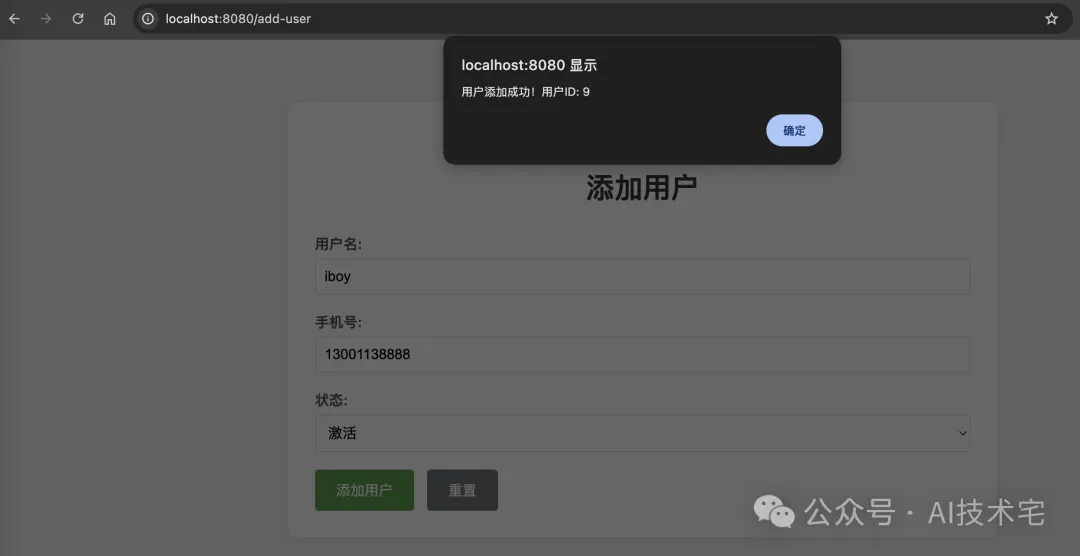 localhost:8080/add-user
localhost:8080 显示
用户添加成功！用户ID: 9
确定
添加用户
用户名:
iboy
手机号:
13001138888
状态:
激活
添加用户 重置
公众号 · AI技术宅